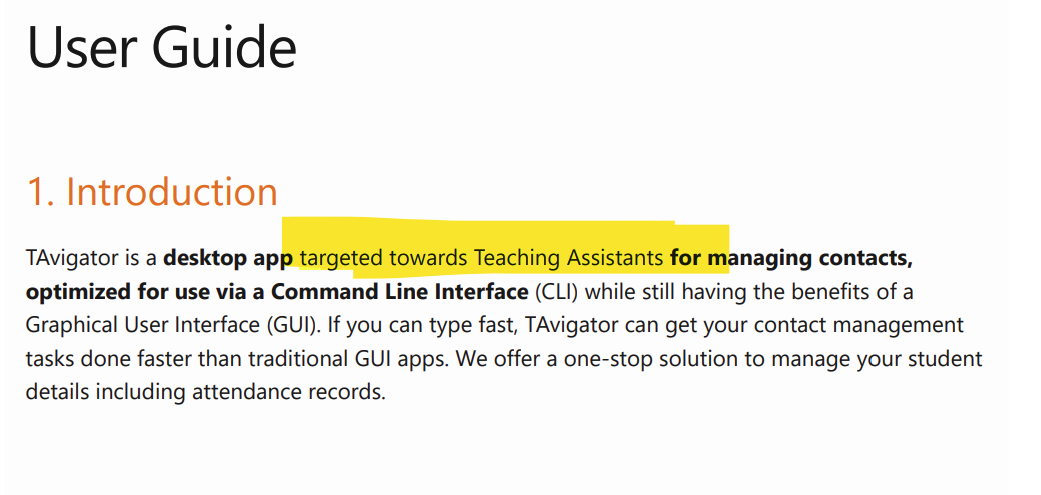 User Guide
1. Introduction
TAvigator is a desktop app targeted towards Teaching Assistants for managing contacts,
optimized for use via a Command Line Interface (CLI) while still having the benefits of a
Graphical User Interface (GUI). If you can type fast, TAvigator can get your contact management
tasks done faster than traditional GUI apps. We offer a one-stop solution to manage your student
details including attendance records.